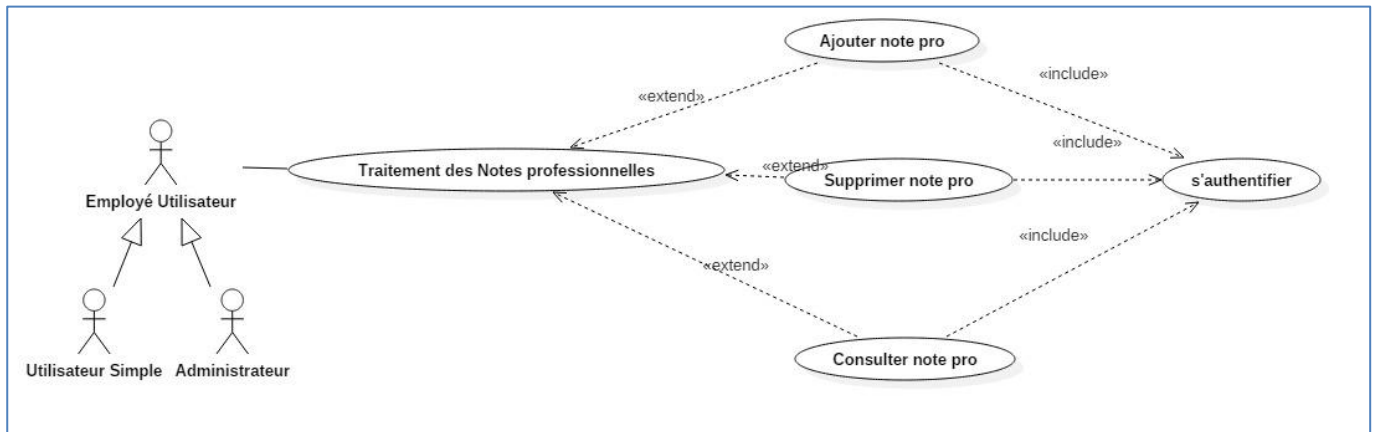 Ajouter note pro
«include»
«extend»
«include»
Traitement des Notes professionnelles
«extend»
Supprimer note pro
s'authentifier
Employé Utilisateur
«include»
«extend»
Consulter note pro
Utilisateur Simple
Administrateur